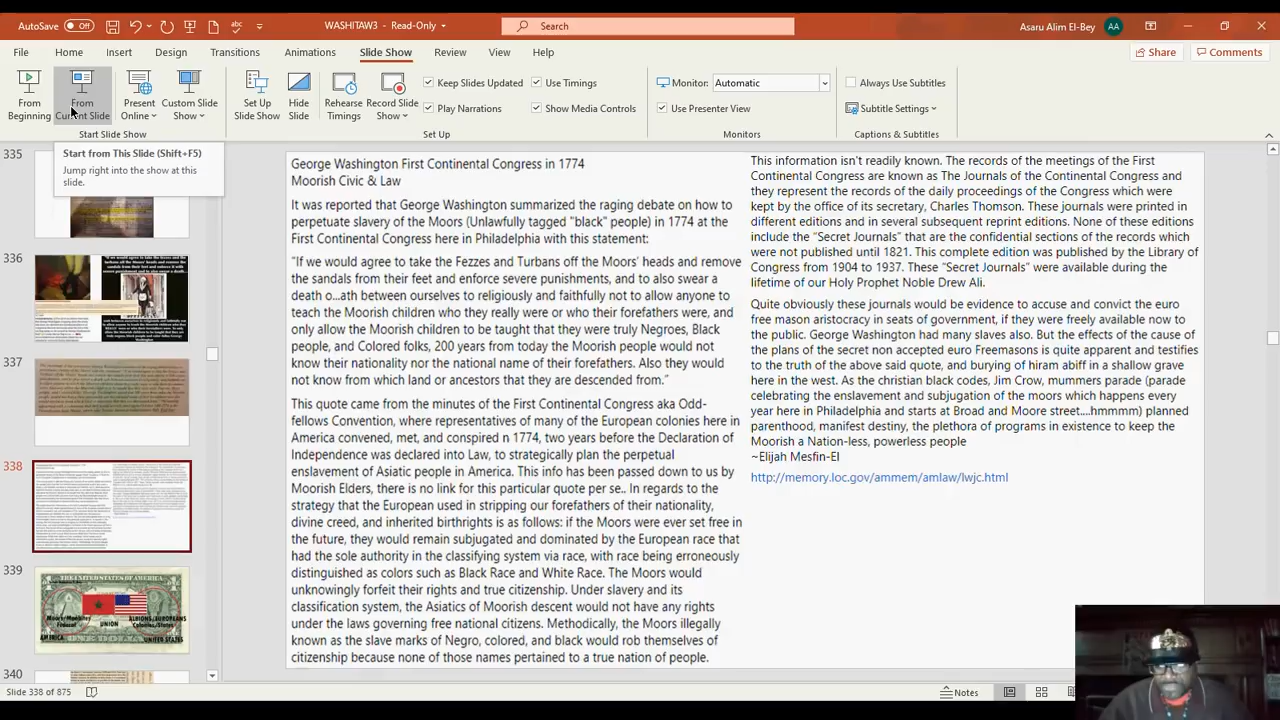 AutoSave Off
WASHITAW3 - Read-Only
Search
Asaru Alim El-Bey AA
File Home Insert Design Transitions Animations Slide Show Review View Help
Share Comments
From Beginning
From Current Slide
Present Online
Custom Slide Show
Start Slide Show
Set Up Slide Show
Hide Slide
Rehearse Timings
Record Slide Show
Keep Slides Updated
Play Narrations
Use Timings
Show Media Controls
Set Up
Monitor: Automatic
Use Presenter View
Monitors
Always Use Subtitles
Subtitle Settings
Captions & Subtitles
Start from This Slide (Shift+F5)
Jump right into the show at this
slide.
335
336
337
338
339
THE UNITED STATES OF AMERICA
UNION
AMERICA
UNITED STATES
340
George Washington First Continental Congress in 1774
Moorish Civic & Law
It was reported that George Washington summarized the raging debate on how to
perpetuate slavery of the Moors (Unlawfully tagged "black" people) in 1774 at the
First Continental Congress here in Philadelphia with this statement:
"If we would agree to take the Fezzes and Turbans off of the Moors' heads and remove
the sandals from their feet and enforce severe punishments, and to also swear a
death o...ath between ourselves to religiously and faithfully not to allow anyone to
teach the Moorish children who they really were or who their forefathers were, and
only allow the Moorish children to be taught that they were truly Negroes, Black
people, and Colored folks, 200 years from today the Moorish people would not
know their nationality nor the national name of their forefathers. Also they would
not know from which land or ancestors that they are descended from."
This quote came from the minutes of the First Continental Congress aka Odd-
fellows Convention, where representatives of many of the European colonies here in
America convened, met, and conspired n 1774, two years before the Declaration of
Independence was declared into Law, to strategically plan the perpetual
enslavement of Asiatic people in America. This info has been passed down to us by
Moorish Elders; there is no link for this particular quote per se.. In regards to the
strategy that the European used in stripping our forefathers of their nationality,
divine creed, and inherited birthrights is as follows: if the Moors were ever set free in
the future, they would remain subjugated and dominated by the European race that
had the sole authority in the classifying system via race, with race being erroneously
distinguished as colors such as Black Race and White Race. The Moors would
unknowingly forfeit their rights and true citizenship. Under slavery and its
classification system, the Asiatics of Moorish descent would not have any rights
under the laws governing free national citizens. Methodically, the Moors illegally
known as the slave marks of Negro, colored, and black would rob themselves of
citizenship because none of those names pertained to a true nation of people.
This information isn't readily known. The records of the meetings of the First
Continental Congress are known as The Journals of the Continental Congress and
they represent the records of the daily proceedings of the Congress which were
kept by the office of its secretary, Charles Thomson. These journals were printed in
different editions and in several subsequent reprint editions. None of these editions
include the "Secret Journals" that are the confidential sections of the records which
were not published until 1821. This complete edition was published by the Library of
Congress from 1904 to 1937. These "Secret Journals" were available during the
lifetime of our Holy Prophet Noble Drew Ali.
Quite obviously these journals would be evidence to accuse and convict the euro
free masons in seats of government, if they were freely available now to
the public. George Washington had many slaves also. But the effects of the cause of
the plans of the secret non accepted euro Freemasons is quite apparent and testifies
to the truth of the above said quote, and burying of hiram abiff in a shallow grave
here in the west. As the christian black codes, Jim Crow, mummers parade (parade
celebrating the enslavement and subjugation of the moors which happens every
year here in Philadelphia and starts at Broad and Moore street....hmmmm) planned
parenthood, manifest destiny, the plethora of programs in existence to keep the
Moorish a Nation-less, powerless people
~Elijah Mesfin-El
http://memory.loc.gov/ammem/amlaw/lwjc.html
Slide 338 of 875
Notes